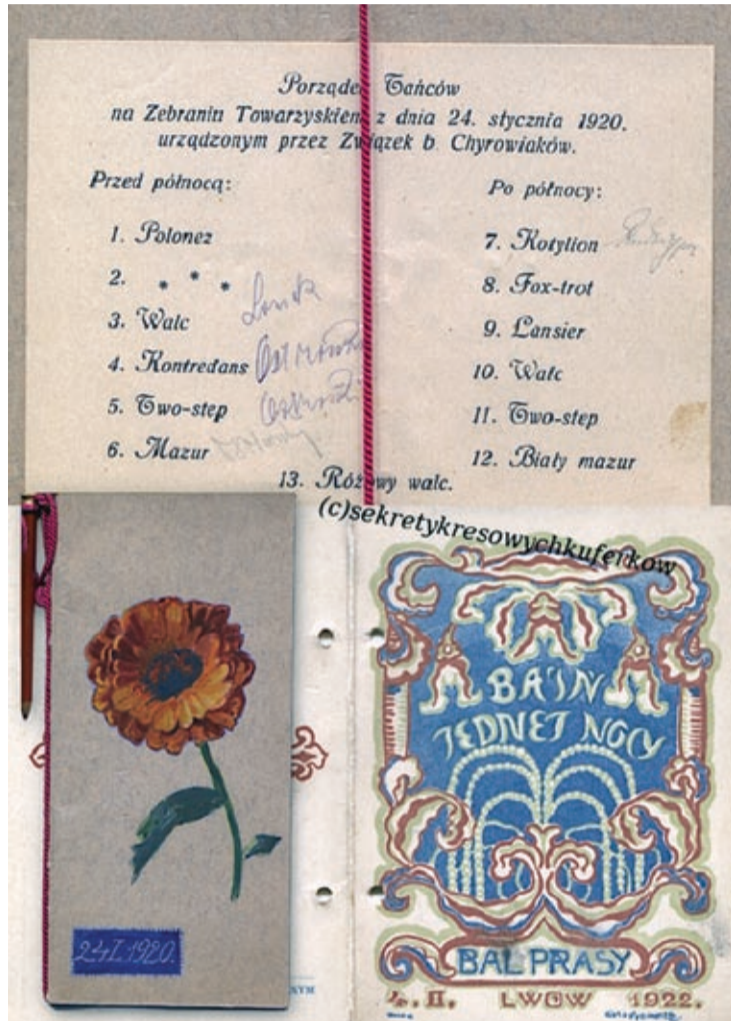 Porządek Tańców
na Zebraniu Towarzyskiem z dnia 24. stycznia 1920.
urządzonym przez Związek b. Chyrowiaków.
Przed północą:
1. Polonez
2. * * *
3. Walc
4. Kontredans
5. Two-step
6. Mazur
Po północy:
7. Kotylion
8. Fox-trot
9. Lansier
10. Walc
11. Two-step
12. Biały mazur
13. Różowy walc.
(c)sekretykresowychkuferkow
24 I 1920.
BAŚŃ
JEDNEJ NOCY
BAL PRASY
II. LWÓW 1922.